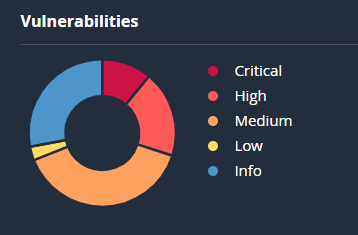 Vulnerabilities
Critical
High
Medium
Low
Info